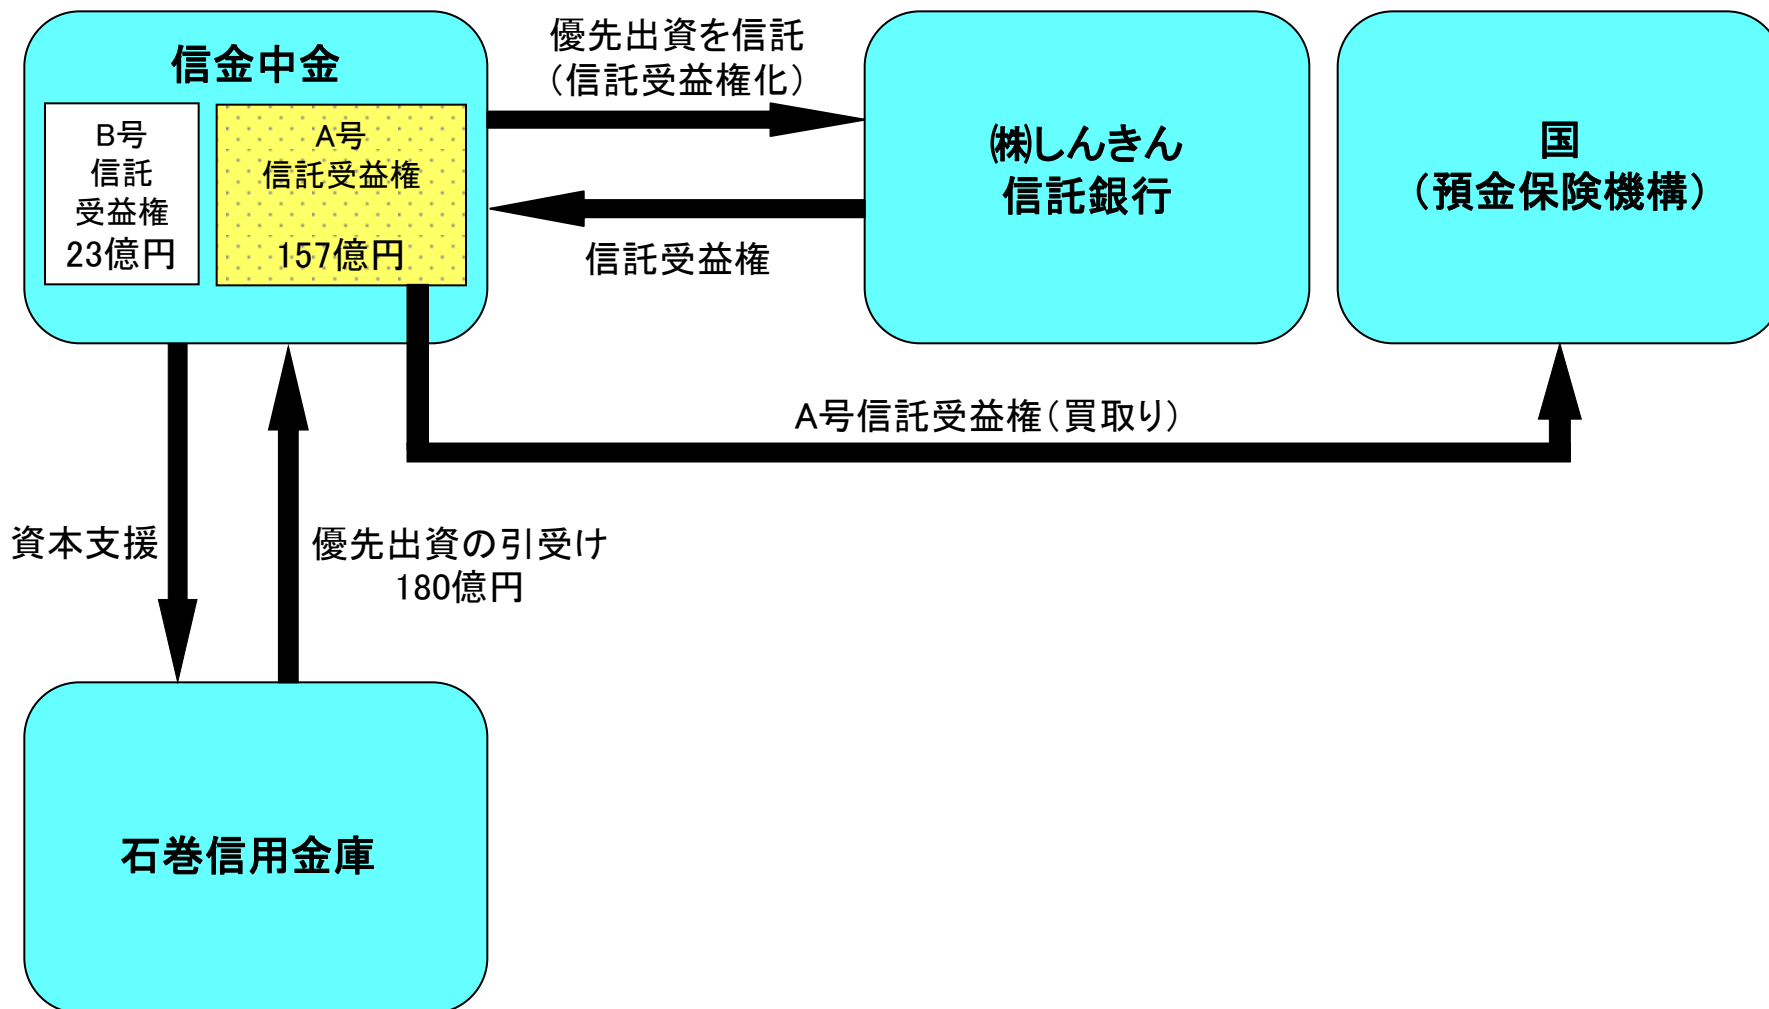 信金中金
B号
信託
受益権
23億円
A号
信託受益権
157億円
優先出資を信託
（信託受益権化）
信託受益権
㈱しんきん
信託銀行
国
（預金保険機構）
A号信託受益権（買取り）
資本支援
優先出資の引受け
180億円
石巻信用金庫